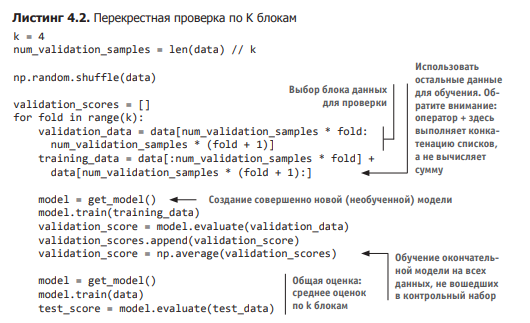 Листинг 4.2. Перекрестная проверка по K блокам
k = 4
num_validation_samples = len(data) // k
np.random.shuffle(data)
validation_scores = []
for fold in range(k):
    validation_data = data[num_validation_samples * fold:
      num_validation_samples * (fold + 1)]
    training_data = data[:num_validation_samples * fold] +
      data[num_validation_samples * (fold + 1):]
    model = get_model()
    model.train(training_data)
    validation_score = model.evaluate(validation_data)
    validation_scores.append(validation_score)
    validation_score = np.average(validation_scores)
    model = get_model()
    model.train(data)
    test_score = model.evaluate(test_data)
Выбор блока данных
для проверки
Использовать
остальные данные
для обучения. Об-
ратите внимание:
оператор + здесь
выполняет конка-
тенацию списков,
а не вычисляет
сумму
Создание совершенно новой (необученной) модели
Обучение окончатель-
ной модели на всех
данных, не вошедших
в контрольный набор
Общая оценка:
среднее оценок
по k блокам